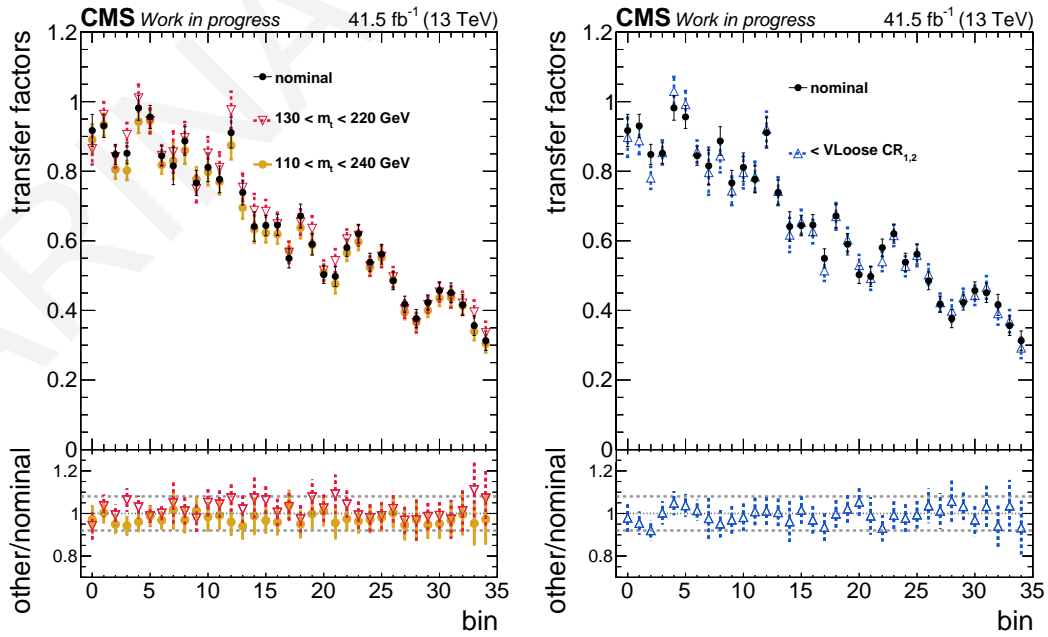 CMS Work in progress 41.5 fb⁻¹ (13 TeV)
transfer factors
1.2
1
0.8
0.6
0.4
0.2
0
nominal
130 < mₜ < 220 GeV
110 < mₜ < 240 GeV
other/nominal
1.2
1
0.8
0 5 10 15 20 25 30 35
bin
CMS Work in progress 41.5 fb⁻¹ (13 TeV)
transfer factors
1.2
1
0.8
0.6
0.4
0.2
0
nominal
< VLoose CR₁,₂
other/nominal
1.2
1
0.8
0 5 10 15 20 25 30 35
bin